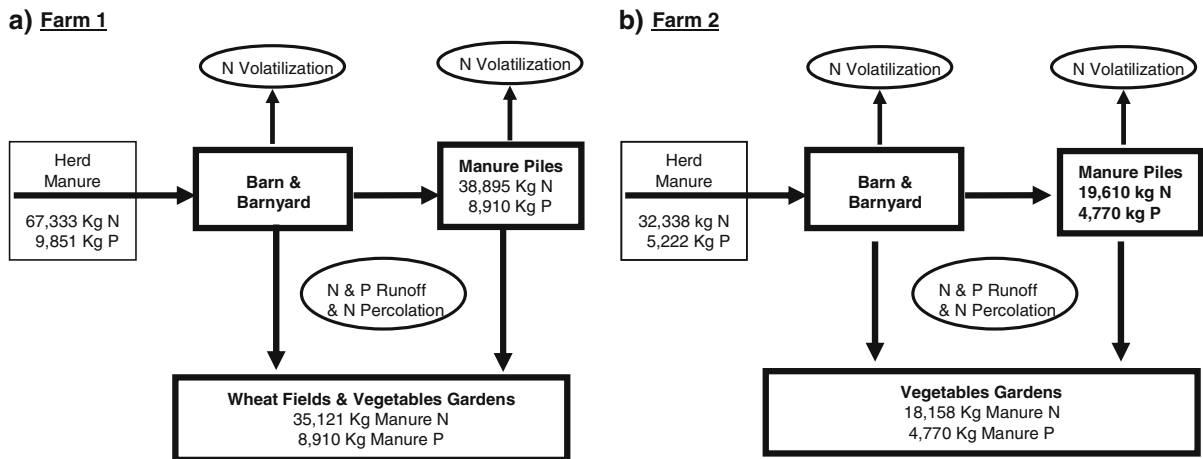 a) Farm 1
N Volatilization
N Volatilization
Herd
Manure
67,333 Kg N
9,851 Kg P
Barn &
Barnyard
Manure Piles
38,895 Kg N
8,910 Kg P
N & P Runoff
& N Percolation
Wheat Fields & Vegetables Gardens
35,121 Kg Manure N
8,910 Kg Manure P
b) Farm 2
N Volatilization
N Volatilization
Herd
Manure
32,338 kg N
5,222 kg P
Barn &
Barnyard
Manure Piles
19,610 kg N
4,770 kg P
N & P Runoff
& N Percolation
Vegetables Gardens
18,158 Kg Manure N
4,770 Kg Manure P